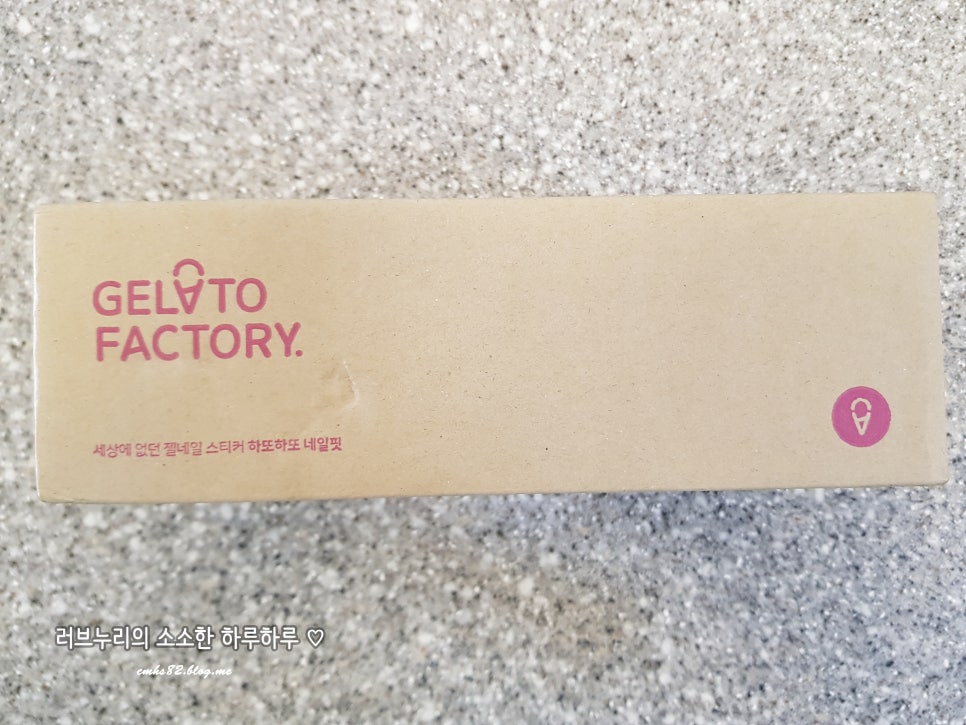 GELATO
FACTORY.
세상에 없던 젤네일 스티커 하또하또 네일핏
러브누리의 소소한 하루하루 ♡
cmhs82.blog.me